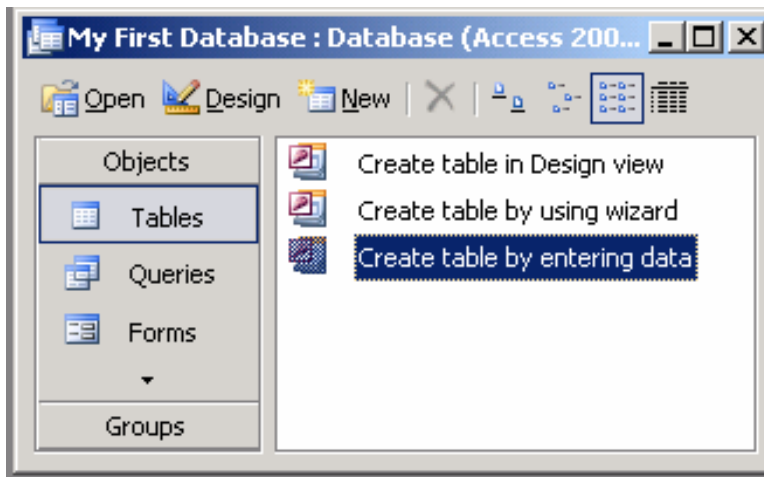 My First Database : Database (Access 200...
Open Design New
Objects
Tables
Queries
Forms
Groups
Create table in Design view
Create table by using wizard
Create table by entering data